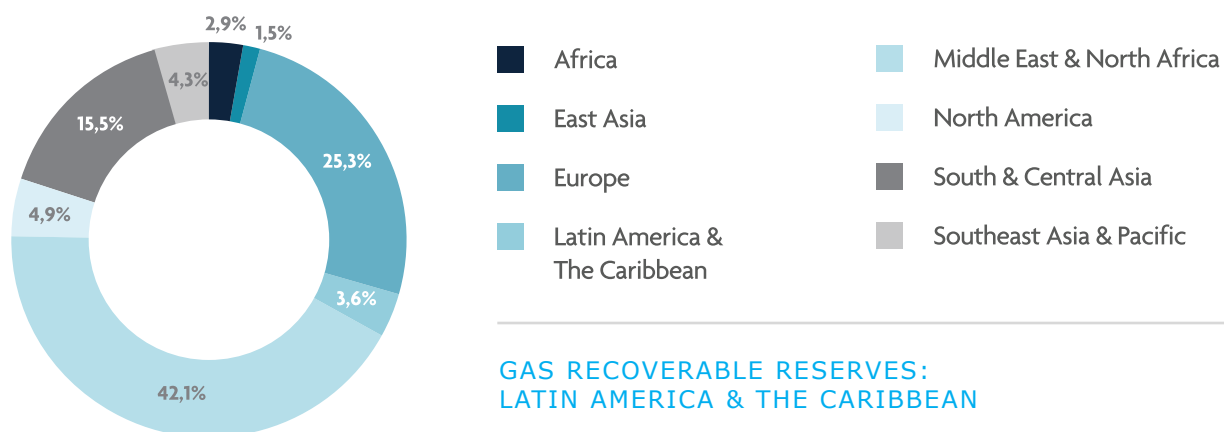 2,9%
1,5%
4,3%
15,5%
25,3%
4,9%
3,6%
42,1%
Africa
East Asia
Europe
Latin America &
The Caribbean
Middle East & North Africa
North America
South & Central Asia
Southeast Asia & Pacific
GAS RECOVERABLE RESERVES:
LATIN AMERICA & THE CARIBBEAN